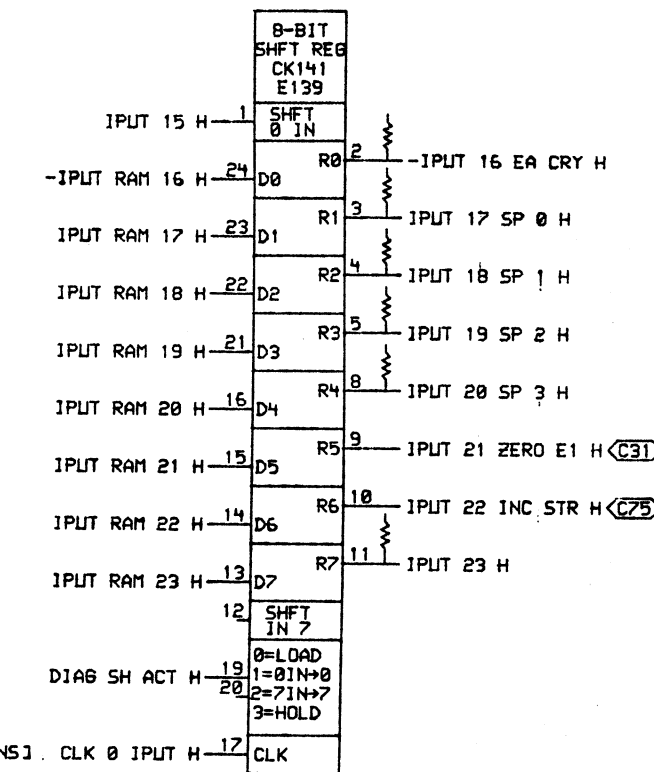 8-BIT
SHFT REG
CK141
E139
IPUT 15 H 1 SHFT
0 IN
R0 2 -IPUT 16 EA CRY H
-IPUT RAM 16 H 24 D0
R1 3 IPUT 17 SP 0 H
IPUT RAM 17 H 23 D1
R2 4 IPUT 18 SP 1 H
IPUT RAM 18 H 22 D2
R3 5 IPUT 19 SP 2 H
IPUT RAM 19 H 21 D3
R4 8 IPUT 20 SP 3 H
IPUT RAM 20 H 16 D4
R5 9 IPUT 21 ZERO E1 H C31
IPUT RAM 21 H 15 D5
R6 10 IPUT 22 INC STR H C75
IPUT RAM 22 H 14 D6
R7 11 IPUT 23 H
IPUT RAM 23 H 13 D7
12 SHFT
IN 7
0=LOAD
DIAG SH ACT H 19 1=0IN→0
20 2=7IN→7
3=HOLD
NS]. CLK 0 IPUT H 17 CLK